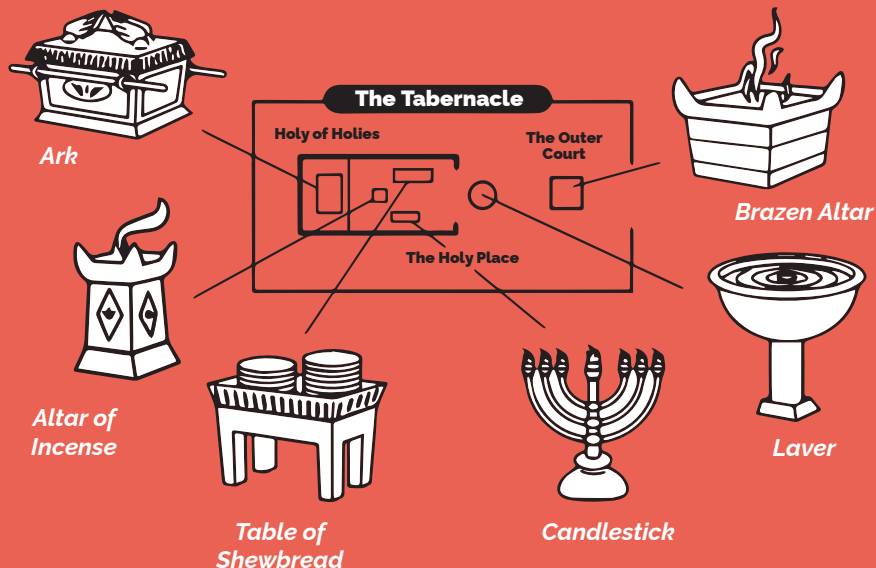 The Tabernacle
Holy of Holies
The Outer
Court
Ark
Brazen Altar
The Holy Place
Altar of
Incense
Laver
Table of
Shewbread
Candlestick